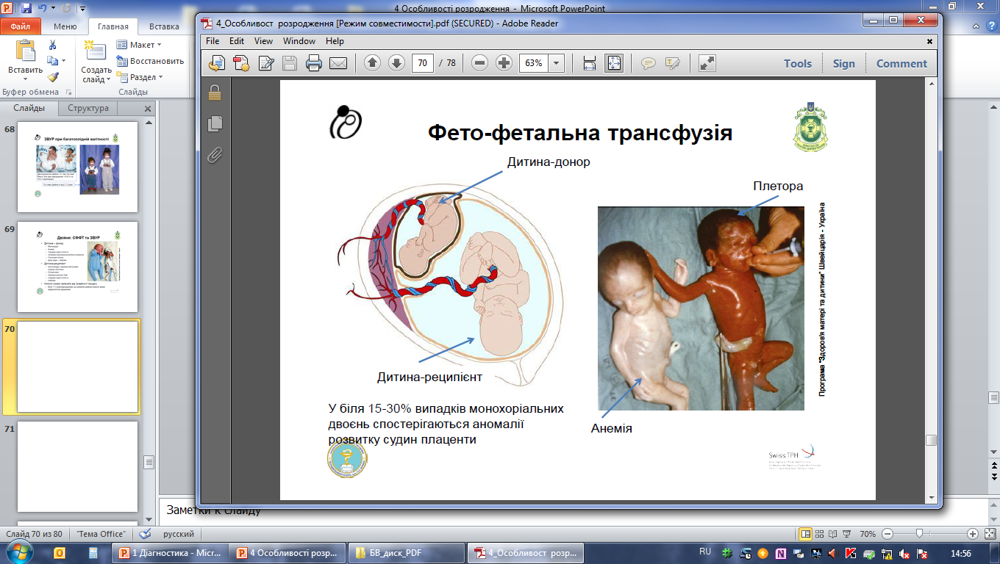 4 Особливості розродження - Microsoft PowerPoint
4_Особливост розродження [Режим совместимости].pdf (SECURED) - Adobe Reader
Файл
Меню
Главная
Вставка
File Edit View Window Help
Вставить
Буфер обмена
Создать
слайд
Макет
Восстановить
Раздел
Слайды
70 / 78
63%
Tools
Sign
Comment
Слайды
Структура
68
ЗВУР при багатоплідній вагітності
69
Двійня: СФФТ та ЗВУР
70
71
Фето-фетальна трансфузія
Дитина-донор
Плетора
Дитина-реципієнт
Анемія
У біля 15-30% випадків монохоріальних
двоєнь спостерігаються аномалії
розвитку судин плаценти
Програма "Здоров'я матері та дитини" Швейцарія - Україна
Swiss TPH
Заметки к слайду
Слайд 70 из 80
"Тема Office"
русский
70%
1 Діагностика - Micr...
4 Особливості розр...
БВ_диск_PDF
4_Особливост розр...
RU
14:56